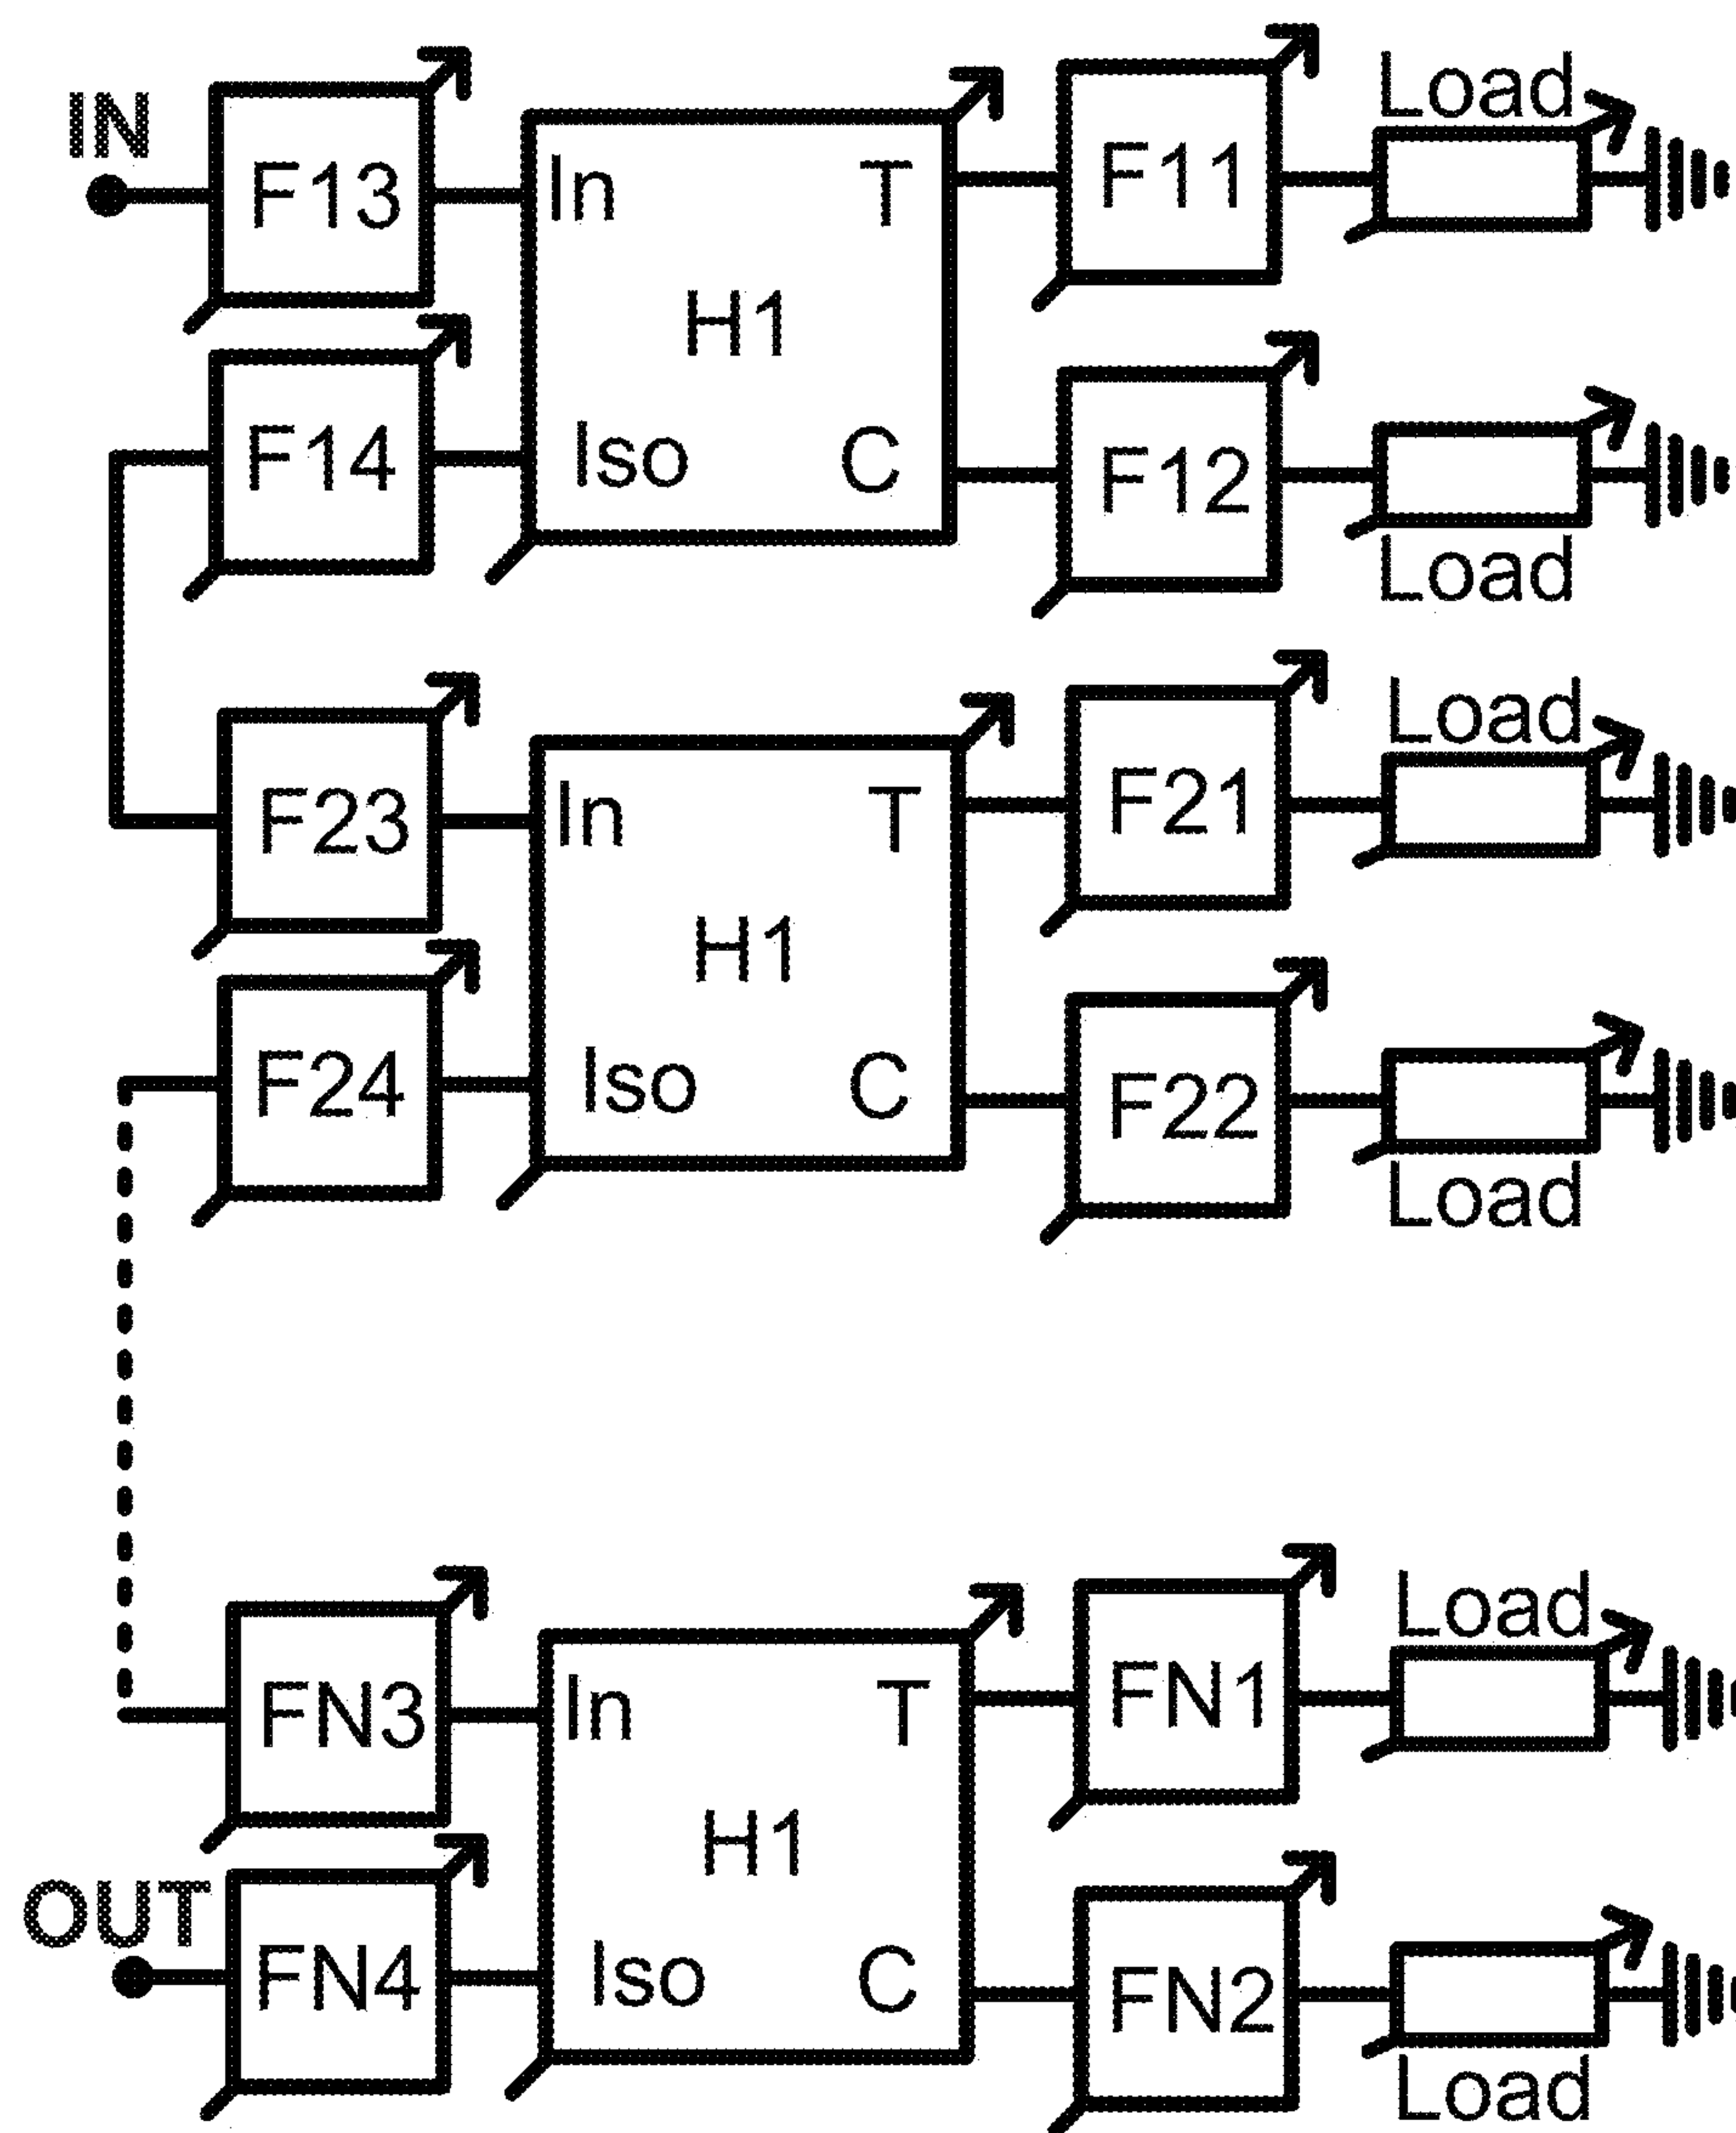 IN
F13
In
T
F11
Load
H1
F14
Iso
C
F12
Load
F23
In
T
F21
Load
H1
F24
Iso
C
F22
Load
FN3
In
T
FN1
Load
H1
OUT
FN4
Iso
C
FN2
Load